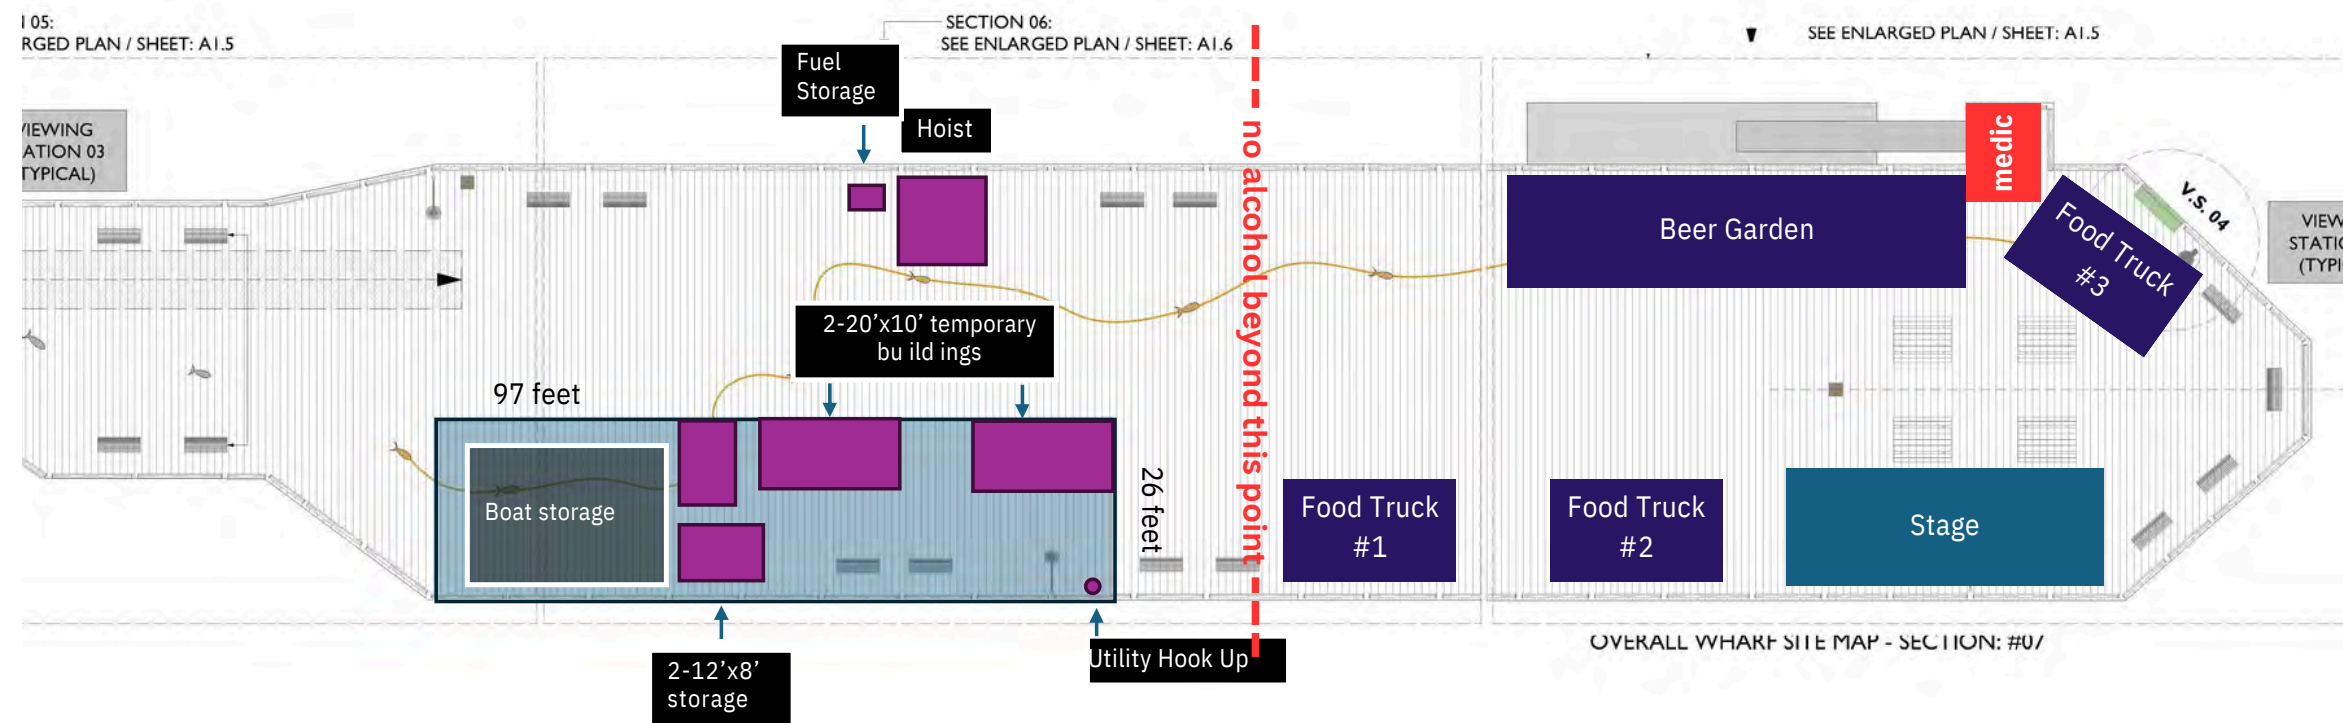 05:
RGED PLAN / SHEET: A1.5
SECTION 06:
SEE ENLARGED PLAN / SHEET: A1.6
SEE ENLARGED PLAN / SHEET: A1.5
Fuel
Storage
Hoist
no alcohol beyond this point
medic
IEWING
ATION 03
TYPICAL)
V.S. 04
VIEW
STATI
(TYPI
Beer Garden
Food Truck
#3
2-20’x10’ temporary
bu ild ings
97 feet
26 feet
Boat storage
Food Truck
#1
Food Truck
#2
Stage
Utility Hook Up
2-12’x8’
storage
OVERALL WHARF SITE MAP - SECTION: #07